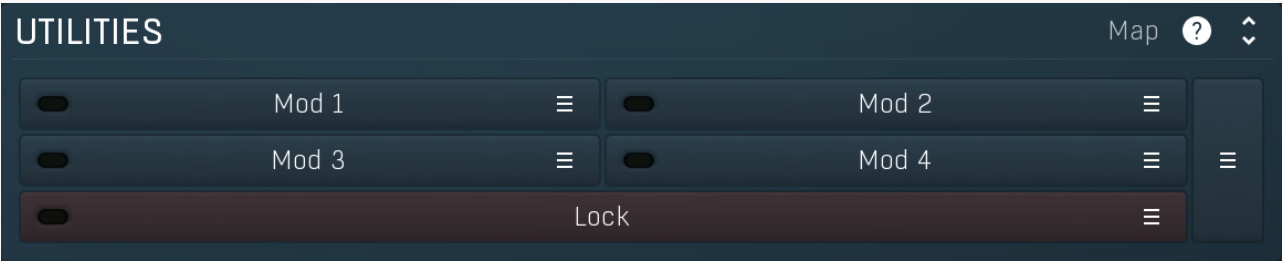 UTILITIES Map ?
Mod 1 Mod 2
Mod 3 Mod 4
Lock